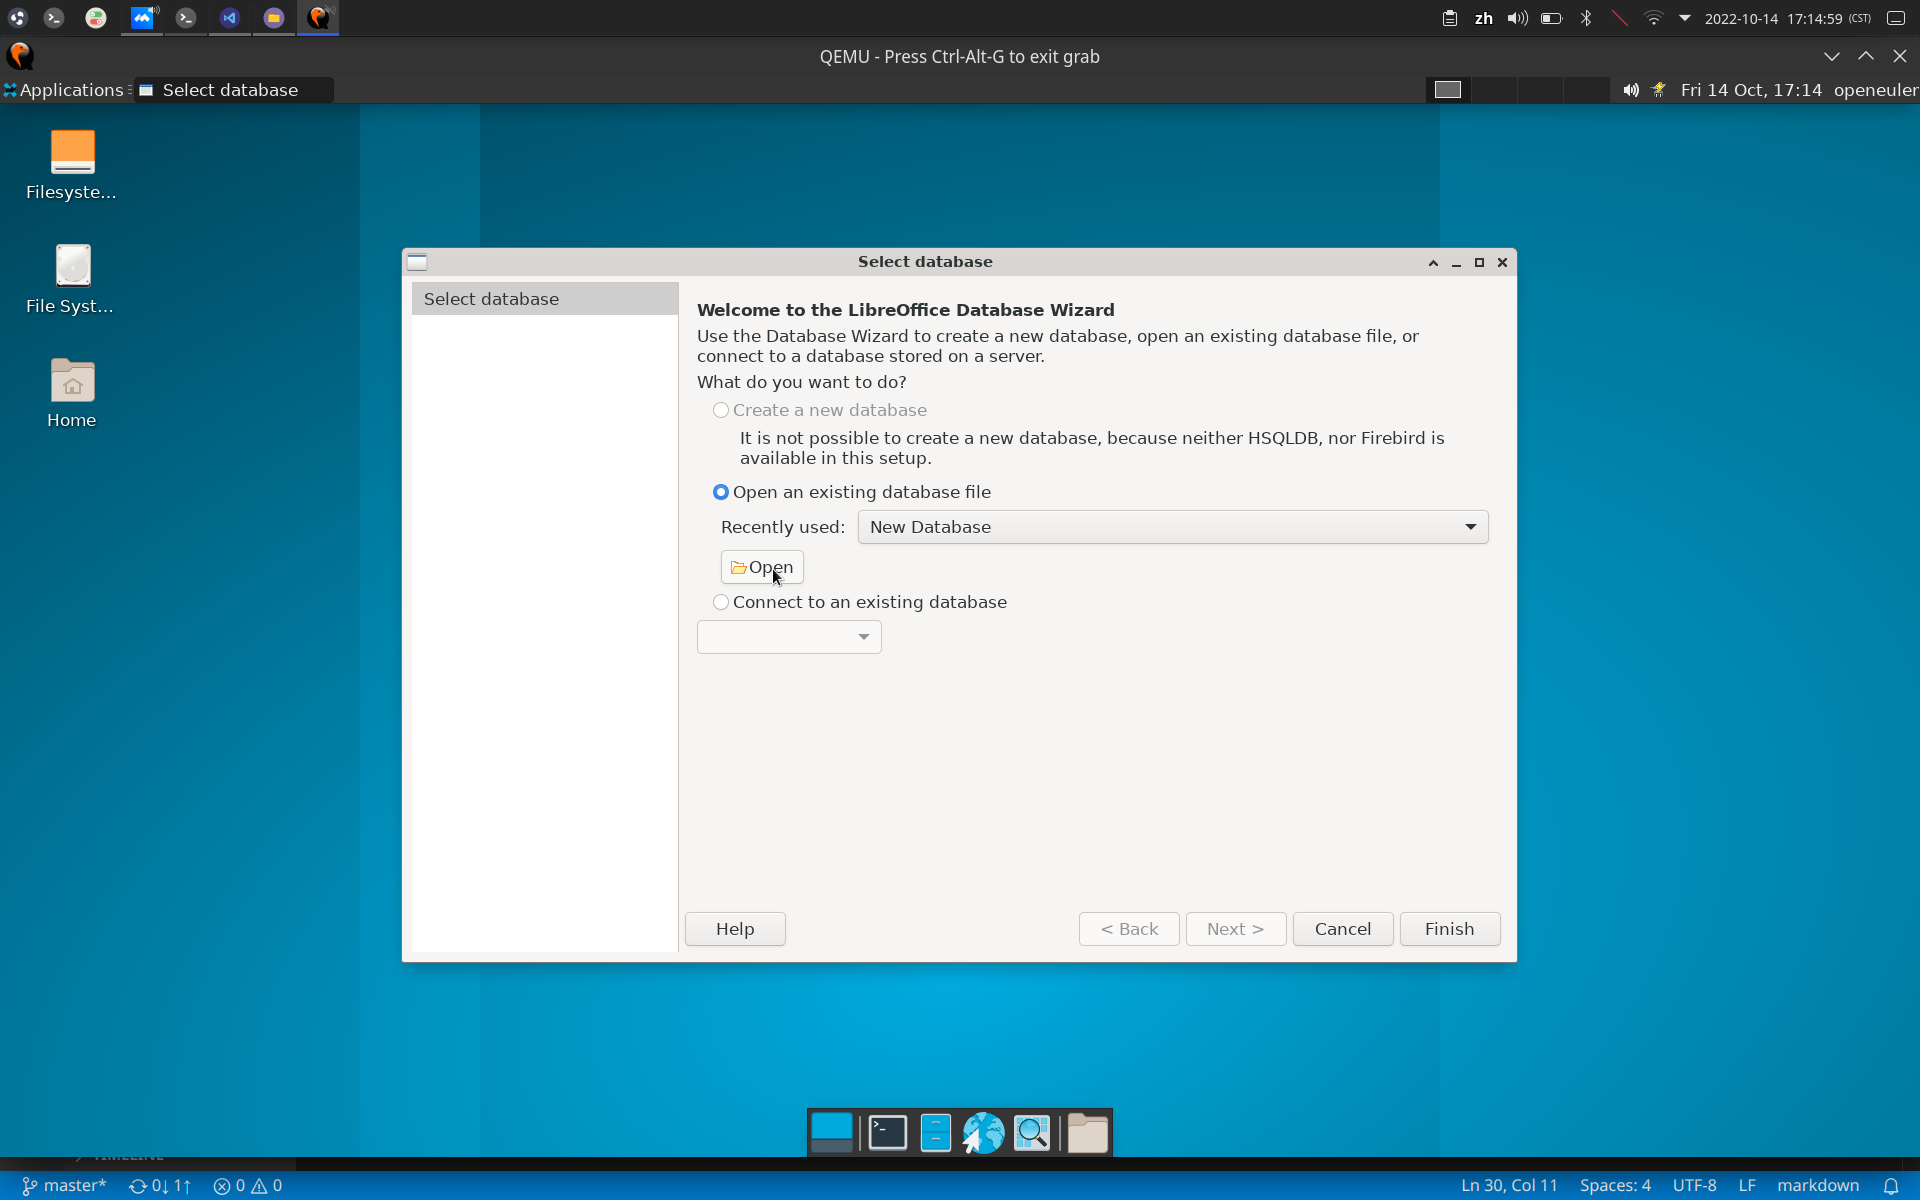 zh
2022-10-14 17:14:59 (CST)
QEMU - Press Ctrl-Alt-G to exit grab
Applications
Select database
Fri 14 Oct, 17:14
openeuler
Filesyste...
File Syst...
Home
Select database
Select database
Welcome to the LibreOffice Database Wizard
Use the Database Wizard to create a new database, open an existing database file, or
connect to a database stored on a server.
What do you want to do?
Create a new database
It is not possible to create a new database, because neither HSQLDB, nor Firebird is
available in this setup.
Open an existing database file
Recently used:
New Database
Open
Connect to an existing database
Help
< Back
Next >
Cancel
Finish
TIMELINE
master*
0↓ 1↑
0
0
Ln 30, Col 11
Spaces: 4
UTF-8
LF
markdown